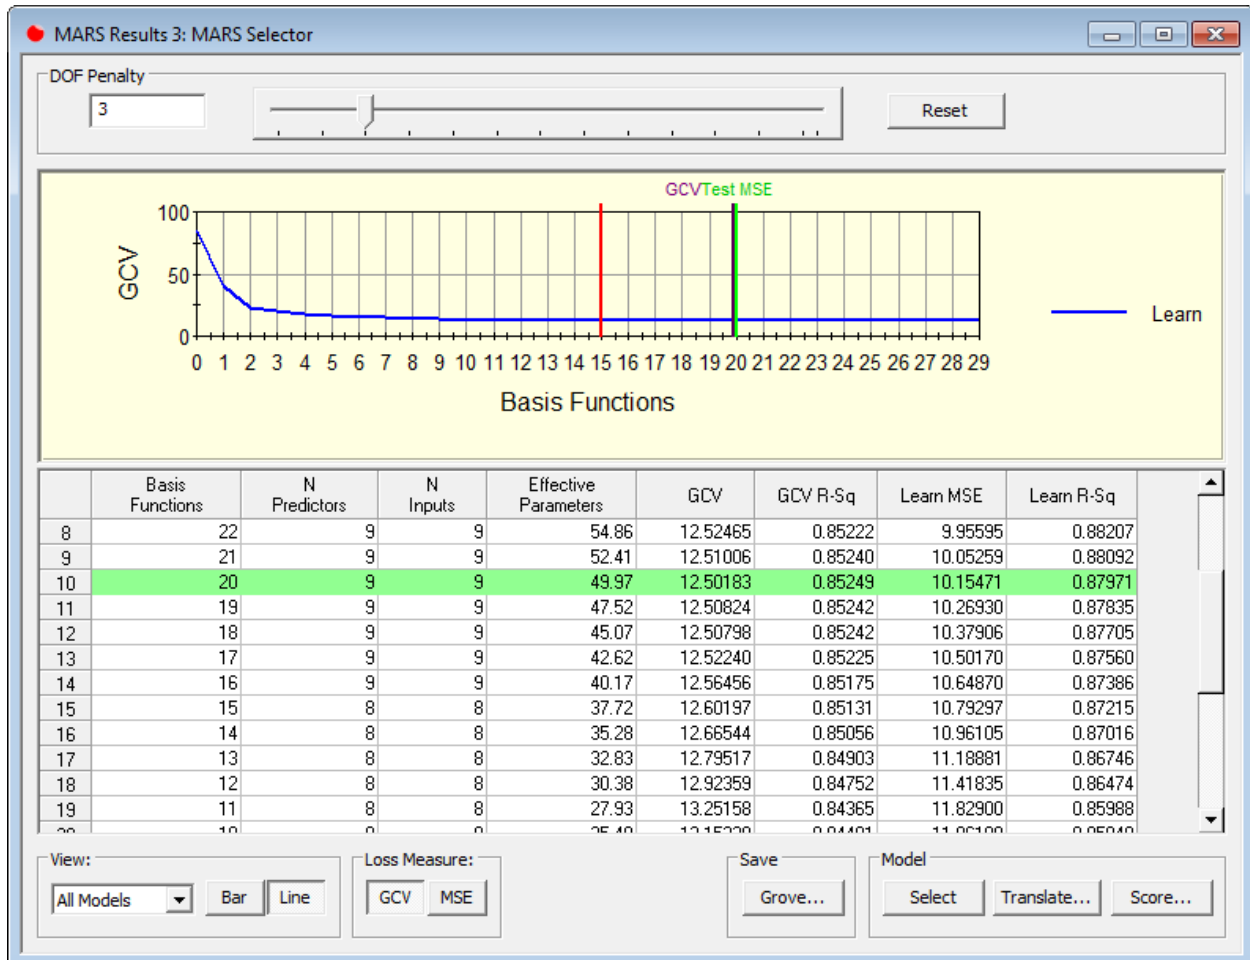 MARS Results 3: MARS Selector
DOF Penalty
3
Reset
GCVTest MSE
100
50
0
GCV
0 1 2 3 4 5 6 7 8 9 10 11 12 13 14 15 16 17 18 19 20 21 22 23 24 25 26 27 28 29
Basis Functions
Learn
Basis Functions N Predictors N Inputs Effective Parameters GCV GCV R-Sq Learn MSE Learn R-Sq
8 22 9 9 54.86 12.52465 0.85222 9.95595 0.88207
9 21 9 9 52.41 12.51006 0.85240 10.05259 0.88092
10 20 9 9 49.97 12.50183 0.85249 10.15471 0.87971
11 19 9 9 47.52 12.50824 0.85242 10.26930 0.87835
12 18 9 9 45.07 12.50798 0.85242 10.37906 0.87705
13 17 9 9 42.62 12.52240 0.85225 10.50170 0.87560
14 16 9 9 40.17 12.56456 0.85175 10.64870 0.87386
15 15 8 8 37.72 12.60197 0.85131 10.79297 0.87215
16 14 8 8 35.28 12.66544 0.85056 10.96105 0.87016
17 13 8 8 32.83 12.79517 0.84903 11.18881 0.86746
18 12 8 8 30.38 12.92359 0.84752 11.41835 0.86474
19 11 8 8 27.93 13.25158 0.84365 11.82900 0.85988
View: Loss Measure: Save Model
All Models Bar Line GCV MSE Grove... Select Translate... Score...